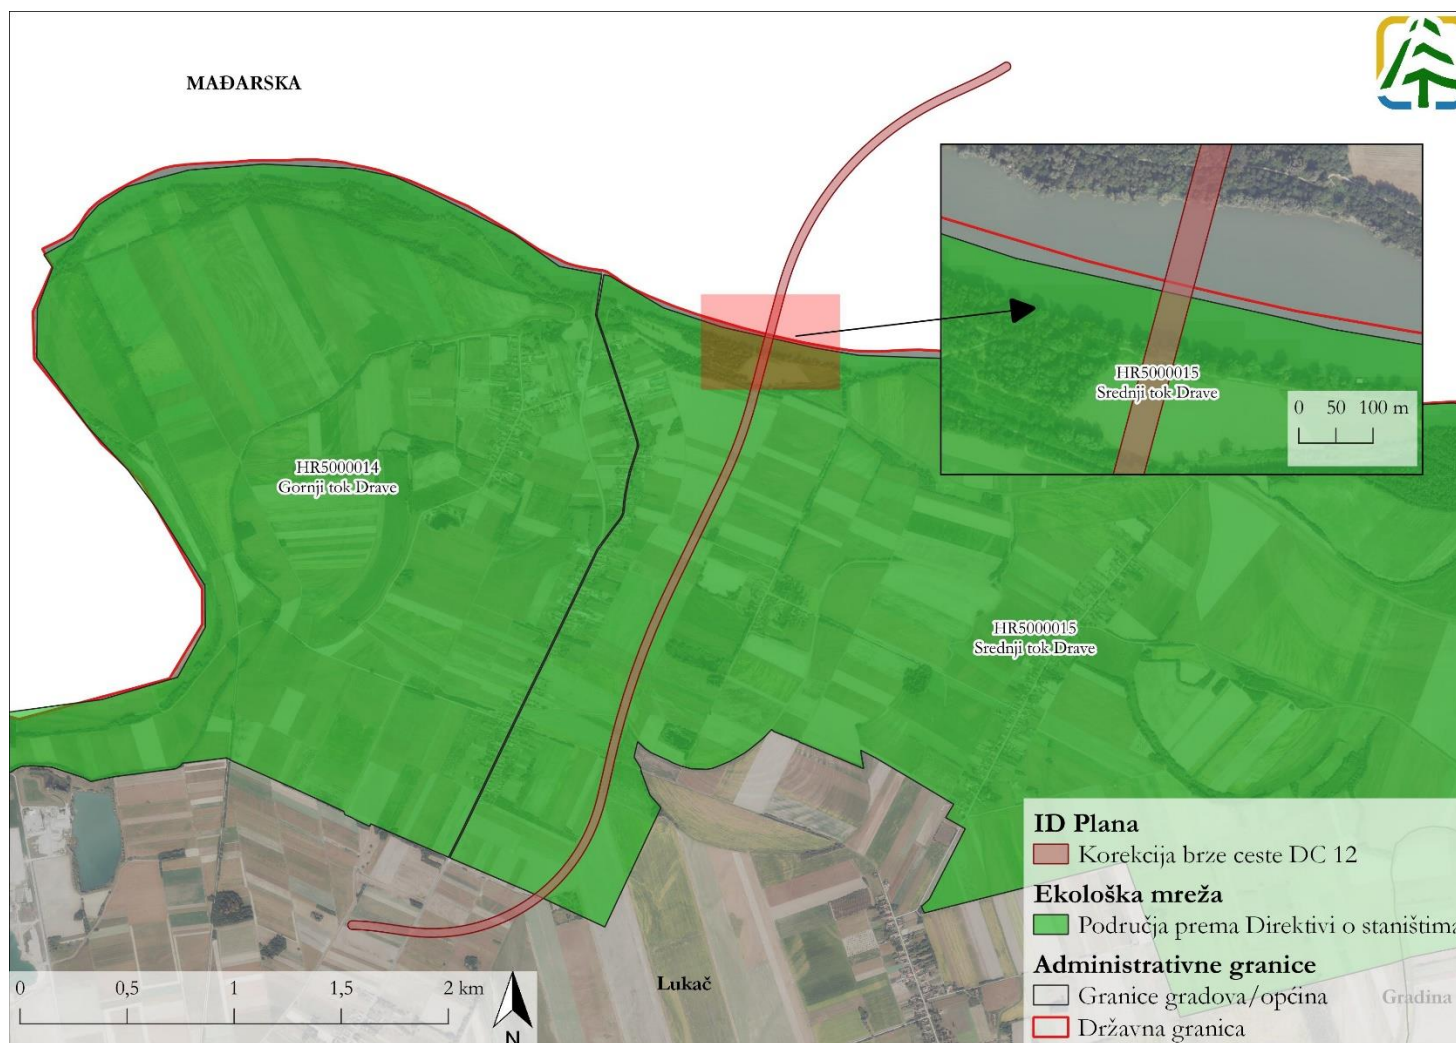 MAĐARSKA
HR5000014
Gornji tok Drave
HR5000015
Srednji tok Drave
0 50 100 m
HR5000015
Srednji tok Drave
ID Plana
Korekcija brze ceste DC 12
Ekološka mreža
Područja prema Direktivi o staništima
Administrativne granice
Granice gradova/općina
Državna granica
Gradina
Lukač
0 0,5 1 1,5 2 km
N